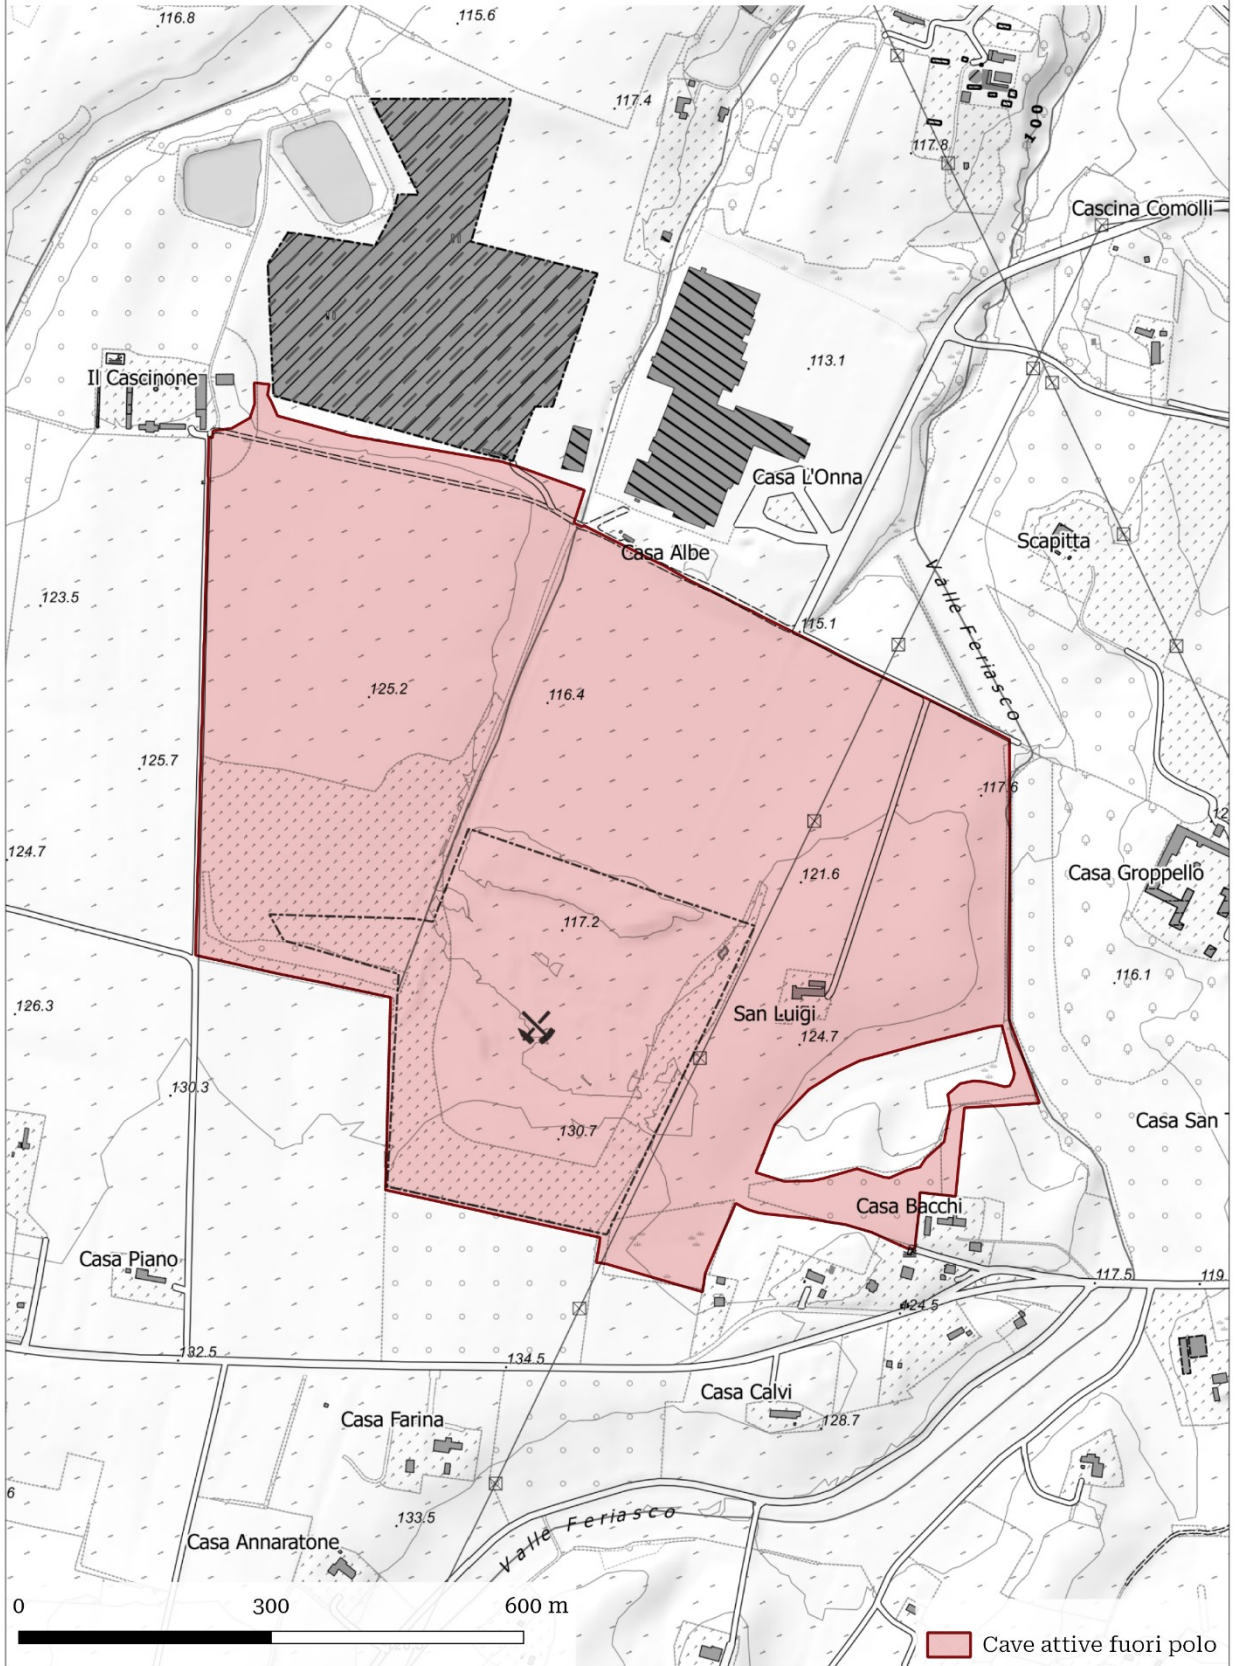 116.8
115.6
117.4
100
117.8
Cascina Comolli
113.1
Il Cascinone
Casa L'Onna
Scapitta
Casa Albe
Valle Feriasco
123.5
115.1
125.2
116.4
125.7
117.6
124.7
121.6
Casa Groppello
117.2
116.1
126.3
San Luigi
124.7
130.3
130.7
Casa San
Casa Bacchi
Casa Piano
117.5
119
124.5
132.5
134.5
Casa Calvi
Casa Farina
128.7
6
133.5
Valle Feriasco
Casa Annaratone
0 300 600 m
Cave attive fuori polo